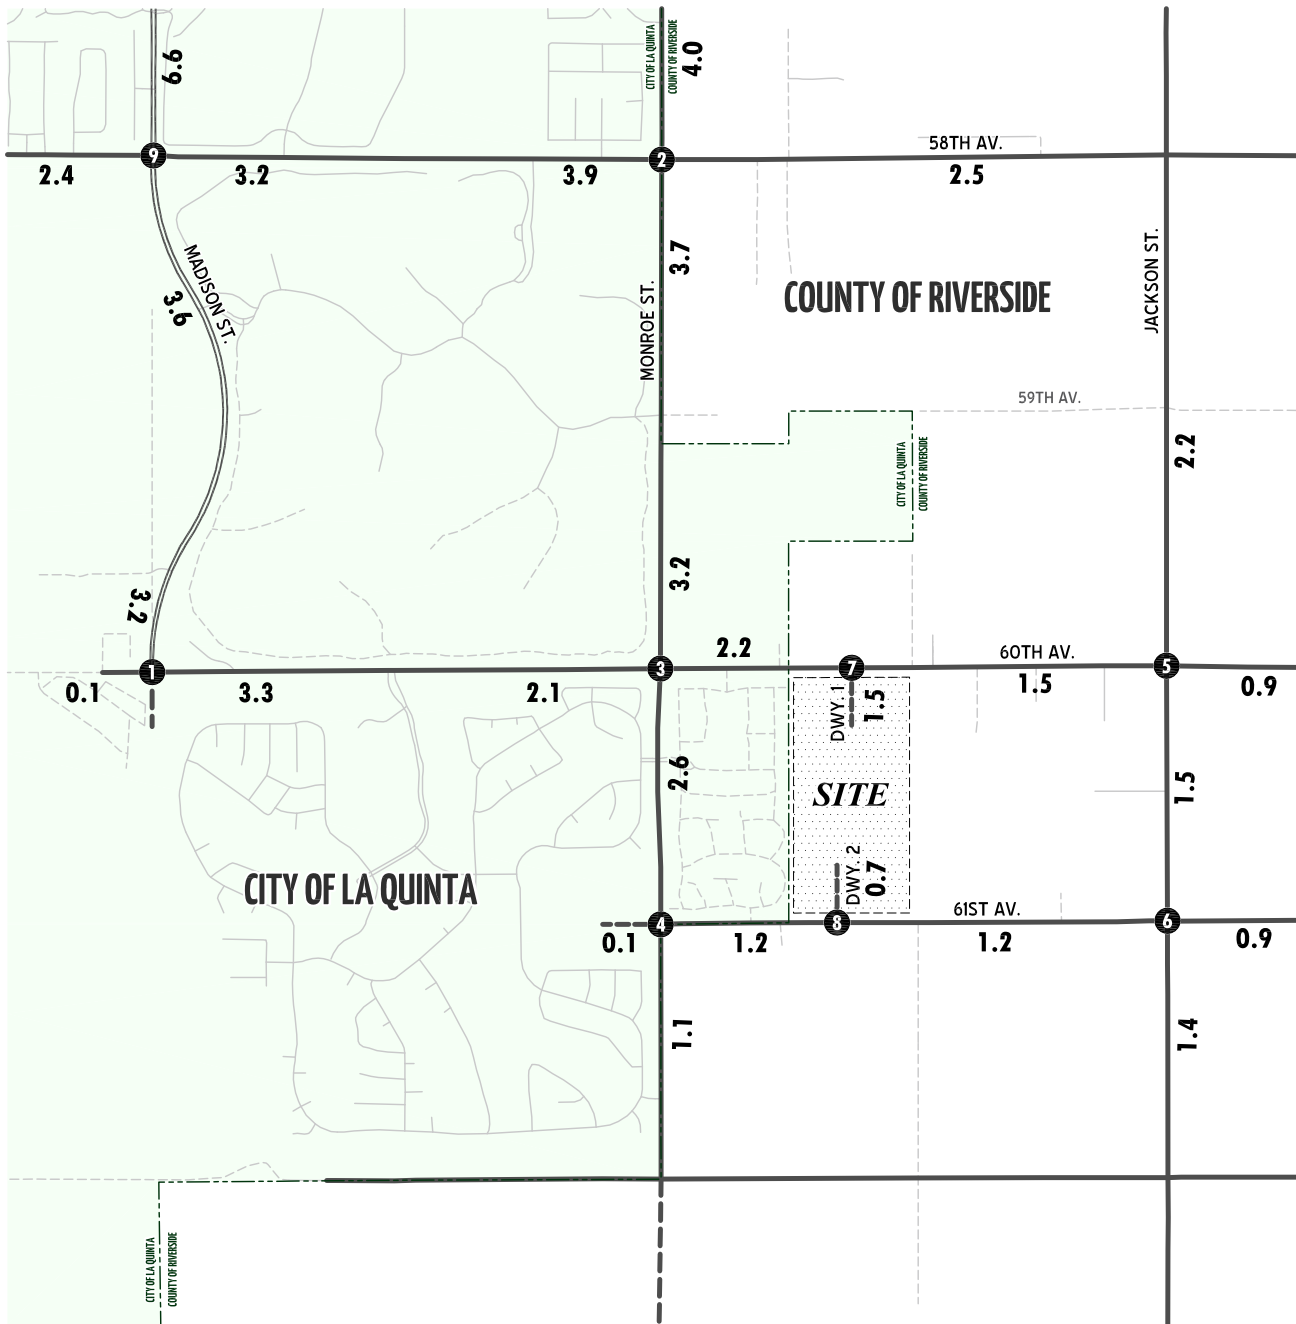 9.9
CITY OF LA QUINTA
COUNTY OF RIVERSIDE
4.0
58TH AV.
9
2
2.4
3.2
3.9
2.5
MADISON ST.
3.6
3.7
MONROE ST.
COUNTY OF RIVERSIDE
JACKSON ST.
59TH AV.
CITY OF LA QUINTA
COUNTY OF RIVERSIDE
2.2
3.2
3.2
2.2
60TH AV.
1
3
7
5
0.1
3.3
2.1
DWY. 1
1.5
1.5
0.9
2.6
SITE
1.5
CITY OF LA QUINTA
DWY. 2
0.7
61ST AV.
4
8
6
0.1
1.2
1.2
0.9
1.1
1.4
CITY OF LA QUINTA
COUNTY OF RIVERSIDE